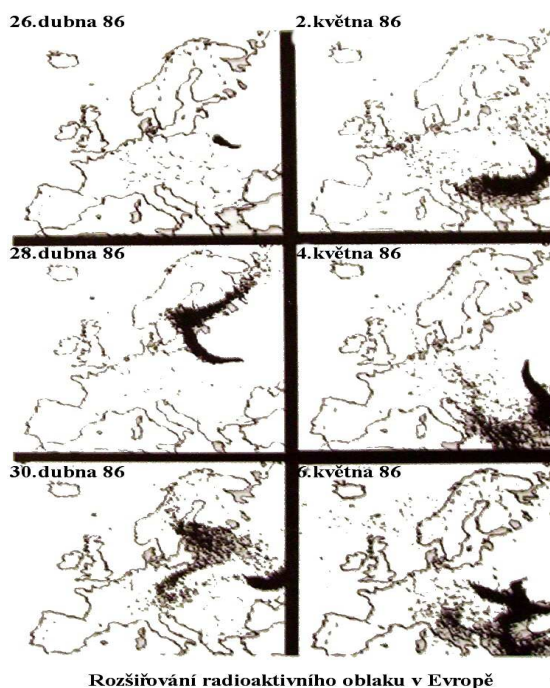 26.dubna 86
2.května 86
28.dubna 86
4.května 86
30.dubna 86
6.května 86
Rozšiřování radioaktivního oblaku v Evropě